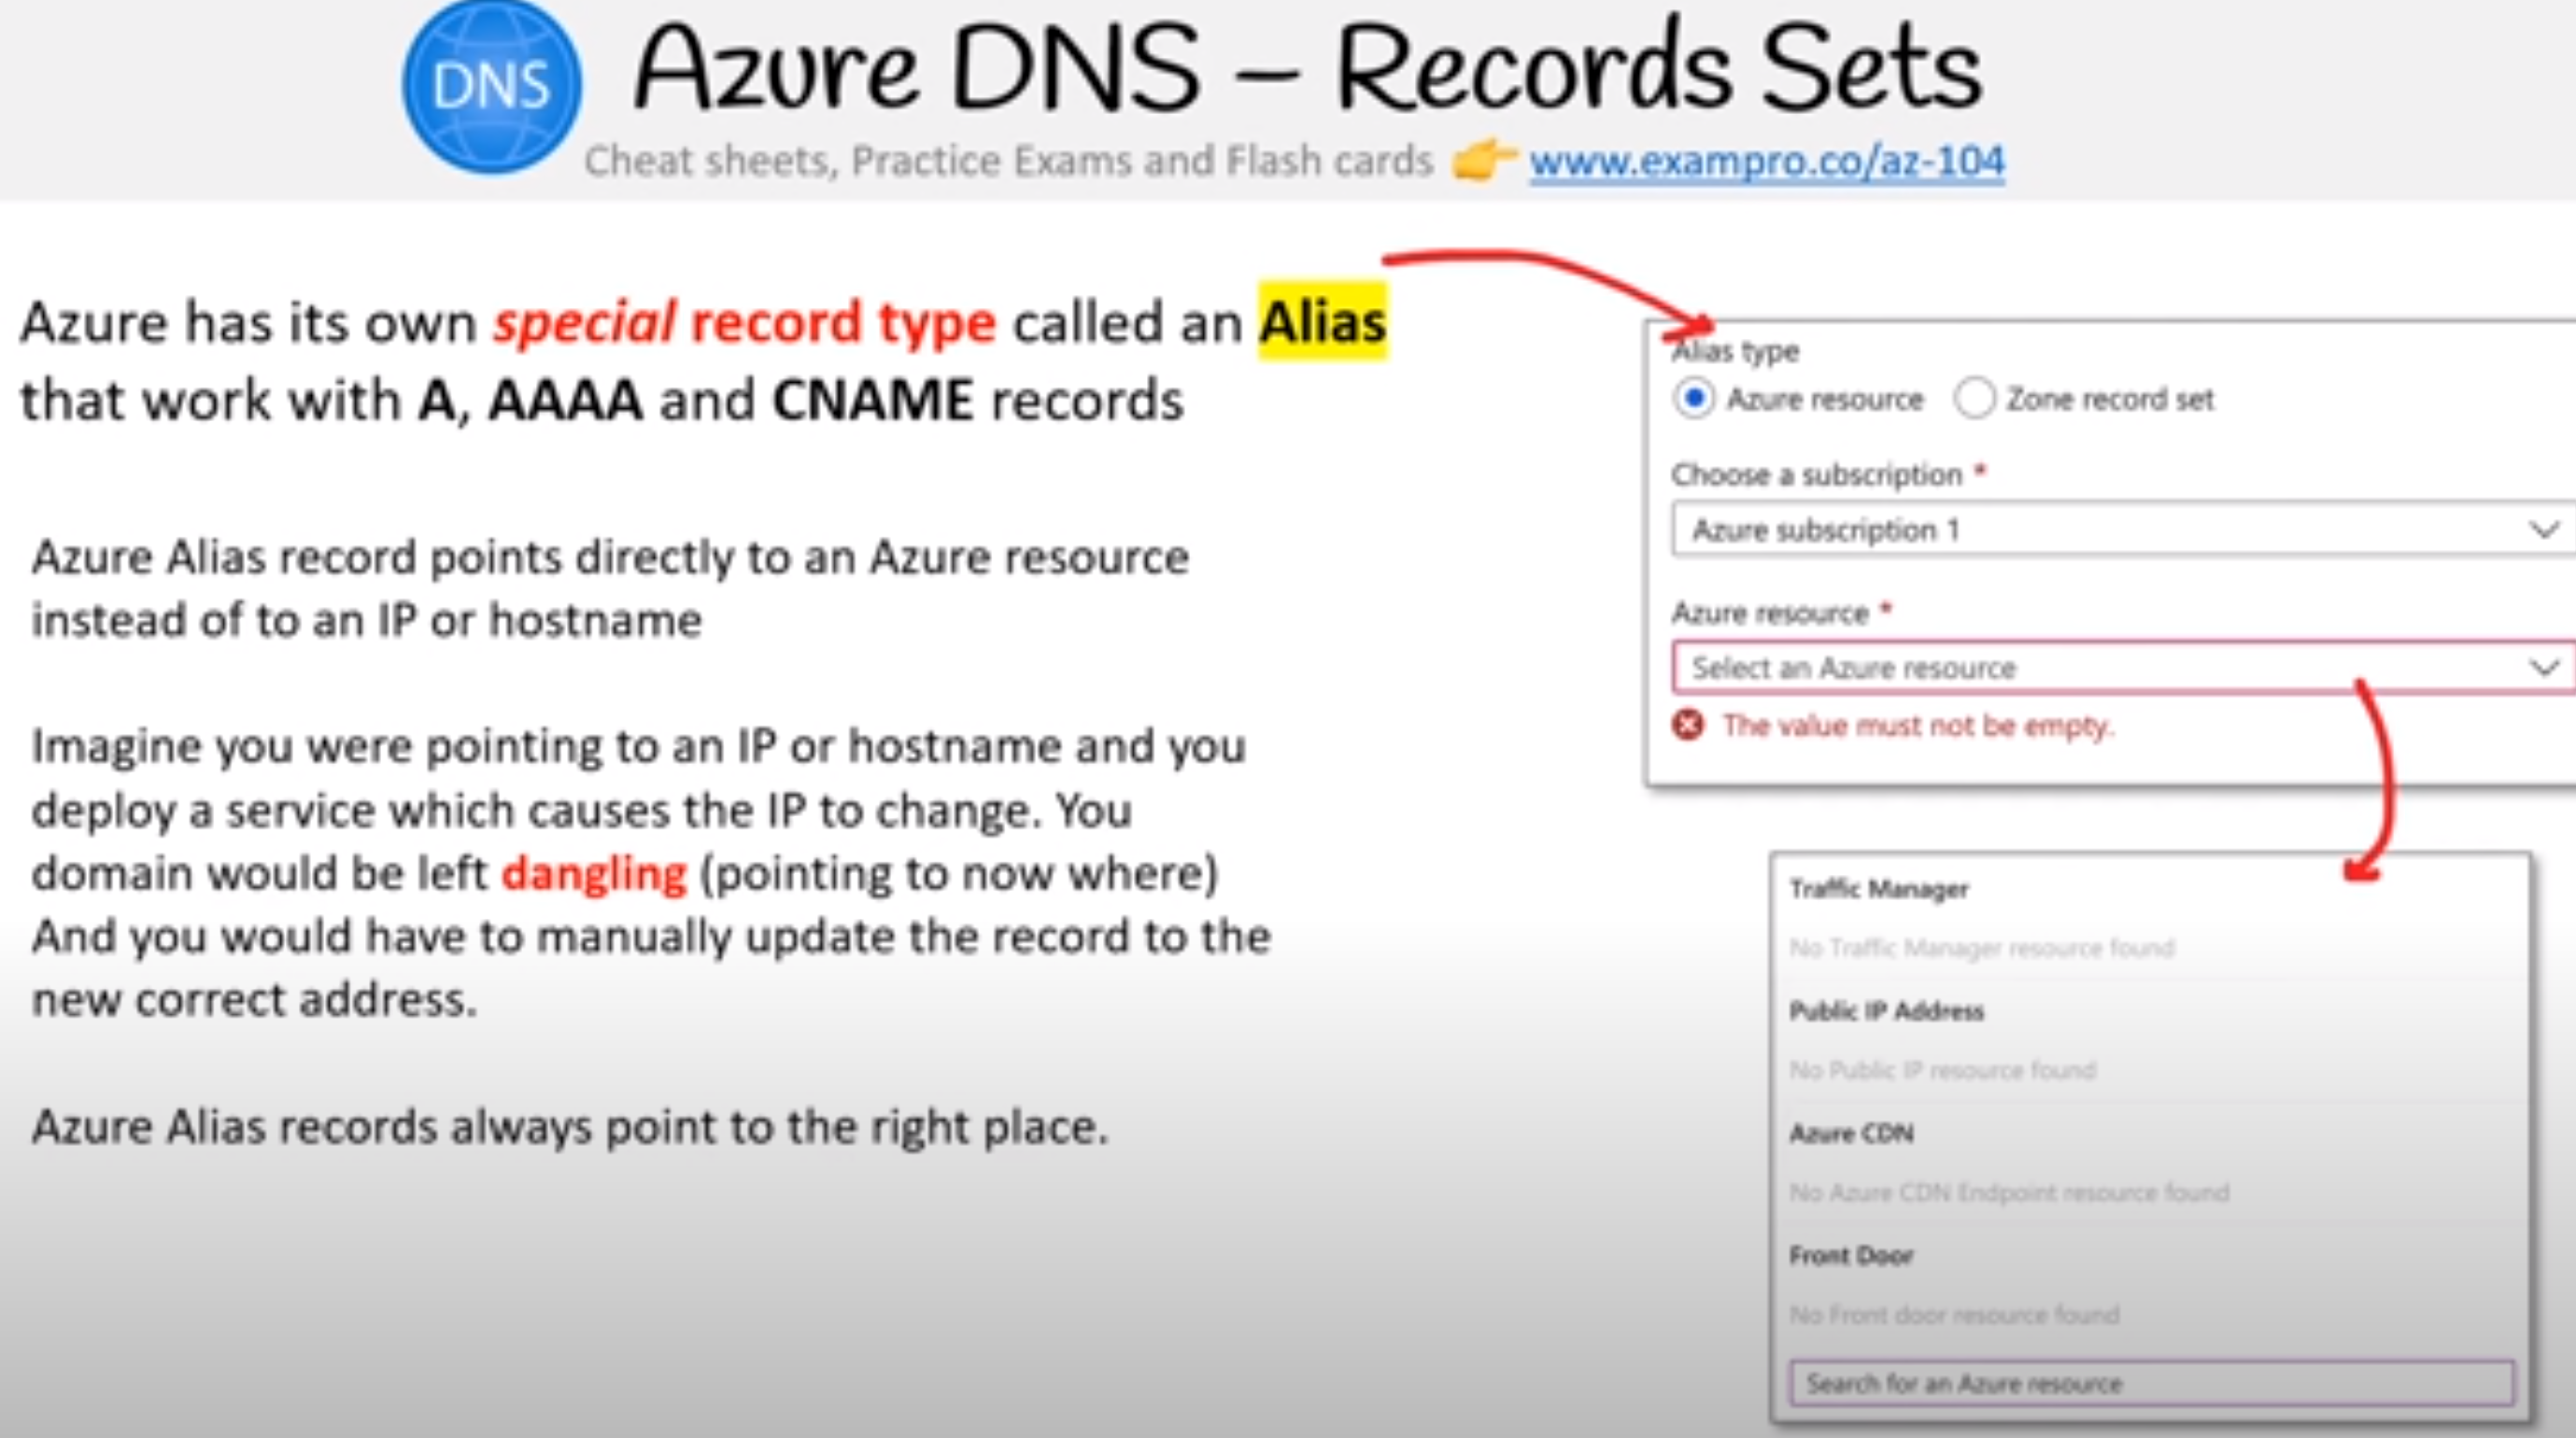 DNS
Azure DNS – Records Sets
Cheat sheets, Practice Exams and Flash cards 👉 www.exampro.co/az-104
Azure has its own special record type called an Alias
that work with A, AAAA and CNAME records
Azure Alias record points directly to an Azure resource
instead of to an IP or hostname
Imagine you were pointing to an IP or hostname and you
deploy a service which causes the IP to change. You
domain would be left dangling (pointing to now where)
And you would have to manually update the record to the
new correct address.
Azure Alias records always point to the right place.
Alias type
Azure resource Zone record set
Choose a subscription *
Azure subscription 1
Azure resource *
Select an Azure resource
The value must not be empty.
Traffic Manager
No Traffic Manager resource found
Public IP Address
No Public IP resource found
Azure CDN
No Azure CDN Endpoint resource found
Front Door
No Front door resource found
Search for an Azure resource